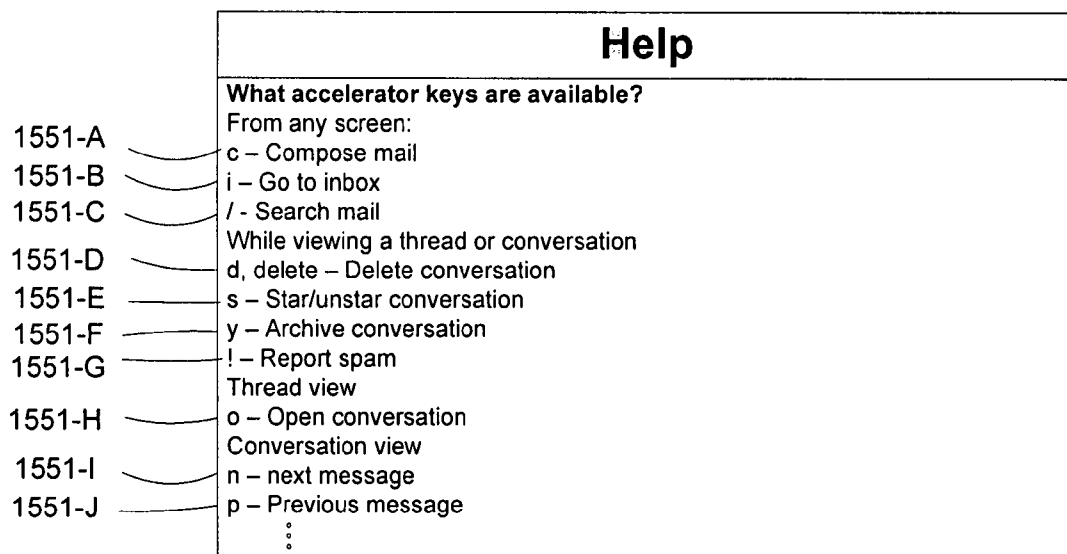 Help
What accelerator keys are available?
From any screen:
1551-A c – Compose mail
1551-B i – Go to inbox
1551-C / - Search mail
While viewing a thread or conversation
1551-D d, delete – Delete conversation
1551-E s – Star/unstar conversation
1551-F y – Archive conversation
1551-G ! – Report spam
Thread view
1551-H o – Open conversation
Conversation view
1551-I n – next message
1551-J p – Previous message